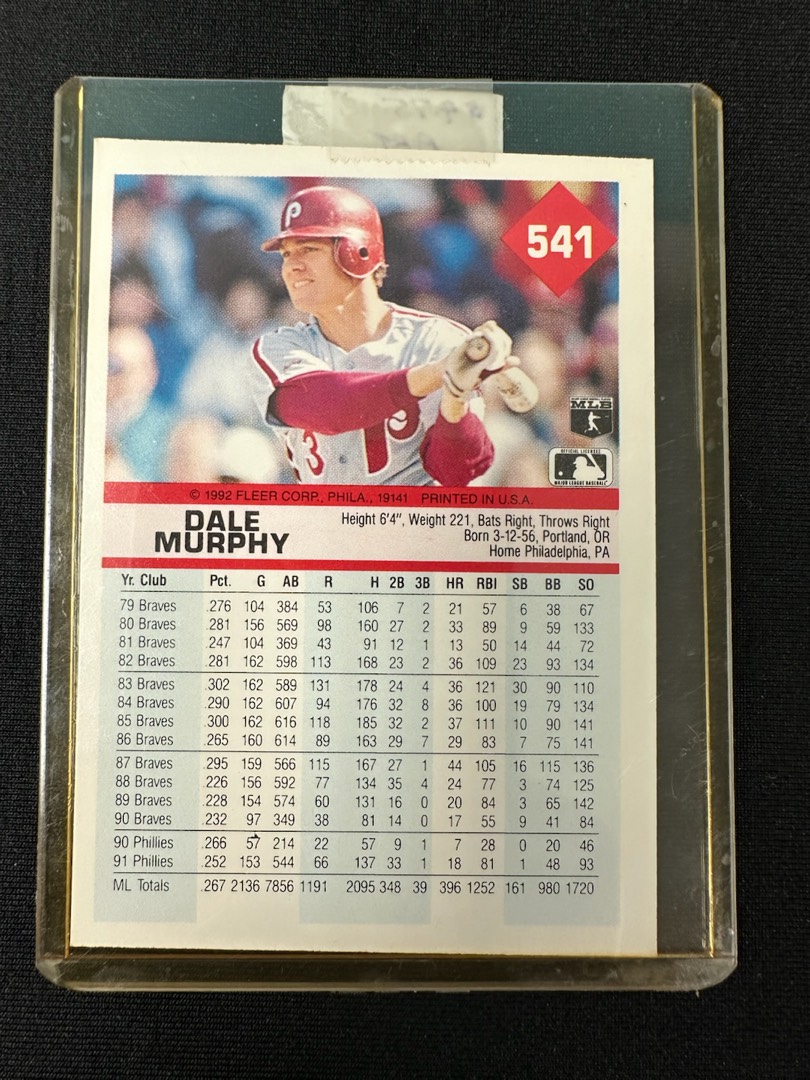 541
P
MLB
OFFICIAL LICENSEE
MAJOR LEAGUE BASEBALL
© 1992 FLEER CORP., PHILA., 19141 PRINTED IN U.S.A.
DALE MURPHY
Height 6'4", Weight 221, Bats Right, Throws Right
Born 3-12-56, Portland, OR
Home Philadelphia, PA
Yr. Club Pct. G AB R H 2B 3B HR RBI SB BB SO
79 Braves .276 104 384 53 106 7 2 21 57 6 38 67
80 Braves .281 156 569 98 160 27 2 33 89 9 59 133
81 Braves .247 104 369 43 91 12 1 13 50 14 44 72
82 Braves .281 162 598 113 168 23 2 36 109 23 93 134
83 Braves .302 162 589 131 178 24 4 36 121 30 90 110
84 Braves .290 162 607 94 176 32 8 36 100 19 79 134
85 Braves .300 162 616 118 185 32 2 37 111 10 90 141
86 Braves .265 160 614 89 163 29 7 29 83 7 75 141
87 Braves .295 159 566 115 167 27 1 44 105 16 115 136
88 Braves .226 156 592 77 134 35 4 24 77 3 74 125
89 Braves .228 154 574 60 131 16 0 20 84 3 65 142
90 Braves .232 97 349 38 81 14 0 17 55 9 41 84
90 Phillies .266 57 214 22 57 9 1 7 28 0 20 46
91 Phillies .252 153 544 66 137 33 1 18 81 1 48 93
ML Totals .267 2136 7856 1191 2095 348 39 396 1252 161 980 1720